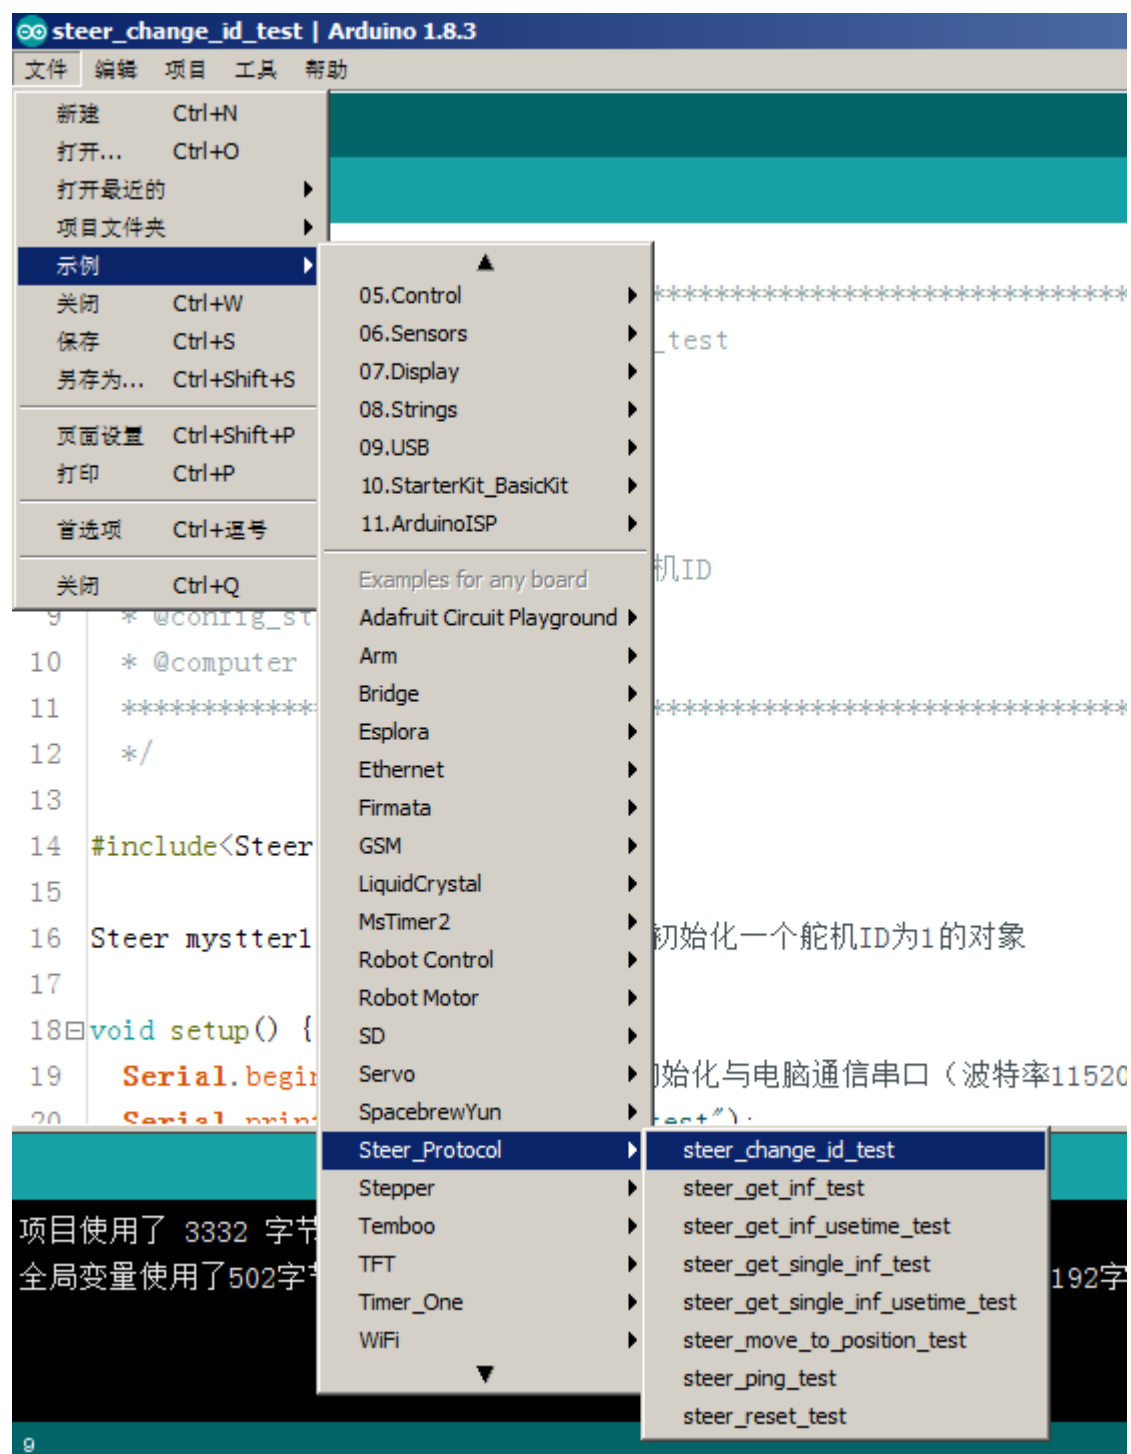 steer_change_id_test | Arduino 1.8.3
文件 编辑 项目 工具 帮助
新建 Ctrl+N
打开... Ctrl+O
打开最近的
项目文件夹
示例
关闭 Ctrl+W
保存 Ctrl+S
另存为... Ctrl+Shift+S
页面设置 Ctrl+Shift+P
打印 Ctrl+P
首选项 Ctrl+逗号
关闭 Ctrl+Q
05.Control
06.Sensors
07.Display
08.Strings
09.USB
10.StarterKit_BasicKit
11.ArduinoISP
Examples for any board
Adafruit Circuit Playground
Arm
Bridge
Esplora
Ethernet
Firmata
GSM
LiquidCrystal
MsTimer2
Robot Control
Robot Motor
SD
Servo
SpacebrewYun
Steer_Protocol
Stepper
Temboo
TFT
Timer_One
WiFi
steer_change_id_test
steer_get_inf_test
steer_get_inf_usetime_test
steer_get_single_inf_test
steer_get_single_inf_usetime_test
steer_move_to_position_test
steer_ping_test
steer_reset_test
******************************
_test
机ID
9 * @config_st
10 * @computer
11 ************ ******************************
12 */
13
14 #include<Steer
15
16 Steer mystter1 初始化一个舵机ID为1的对象
17
18 void setup() {
19 Serial.begin 始化与电脑通信串口（波特率11520
20 Serial.print test");
项目使用了 3332 字节
全局变量使用了502字节 192字
9